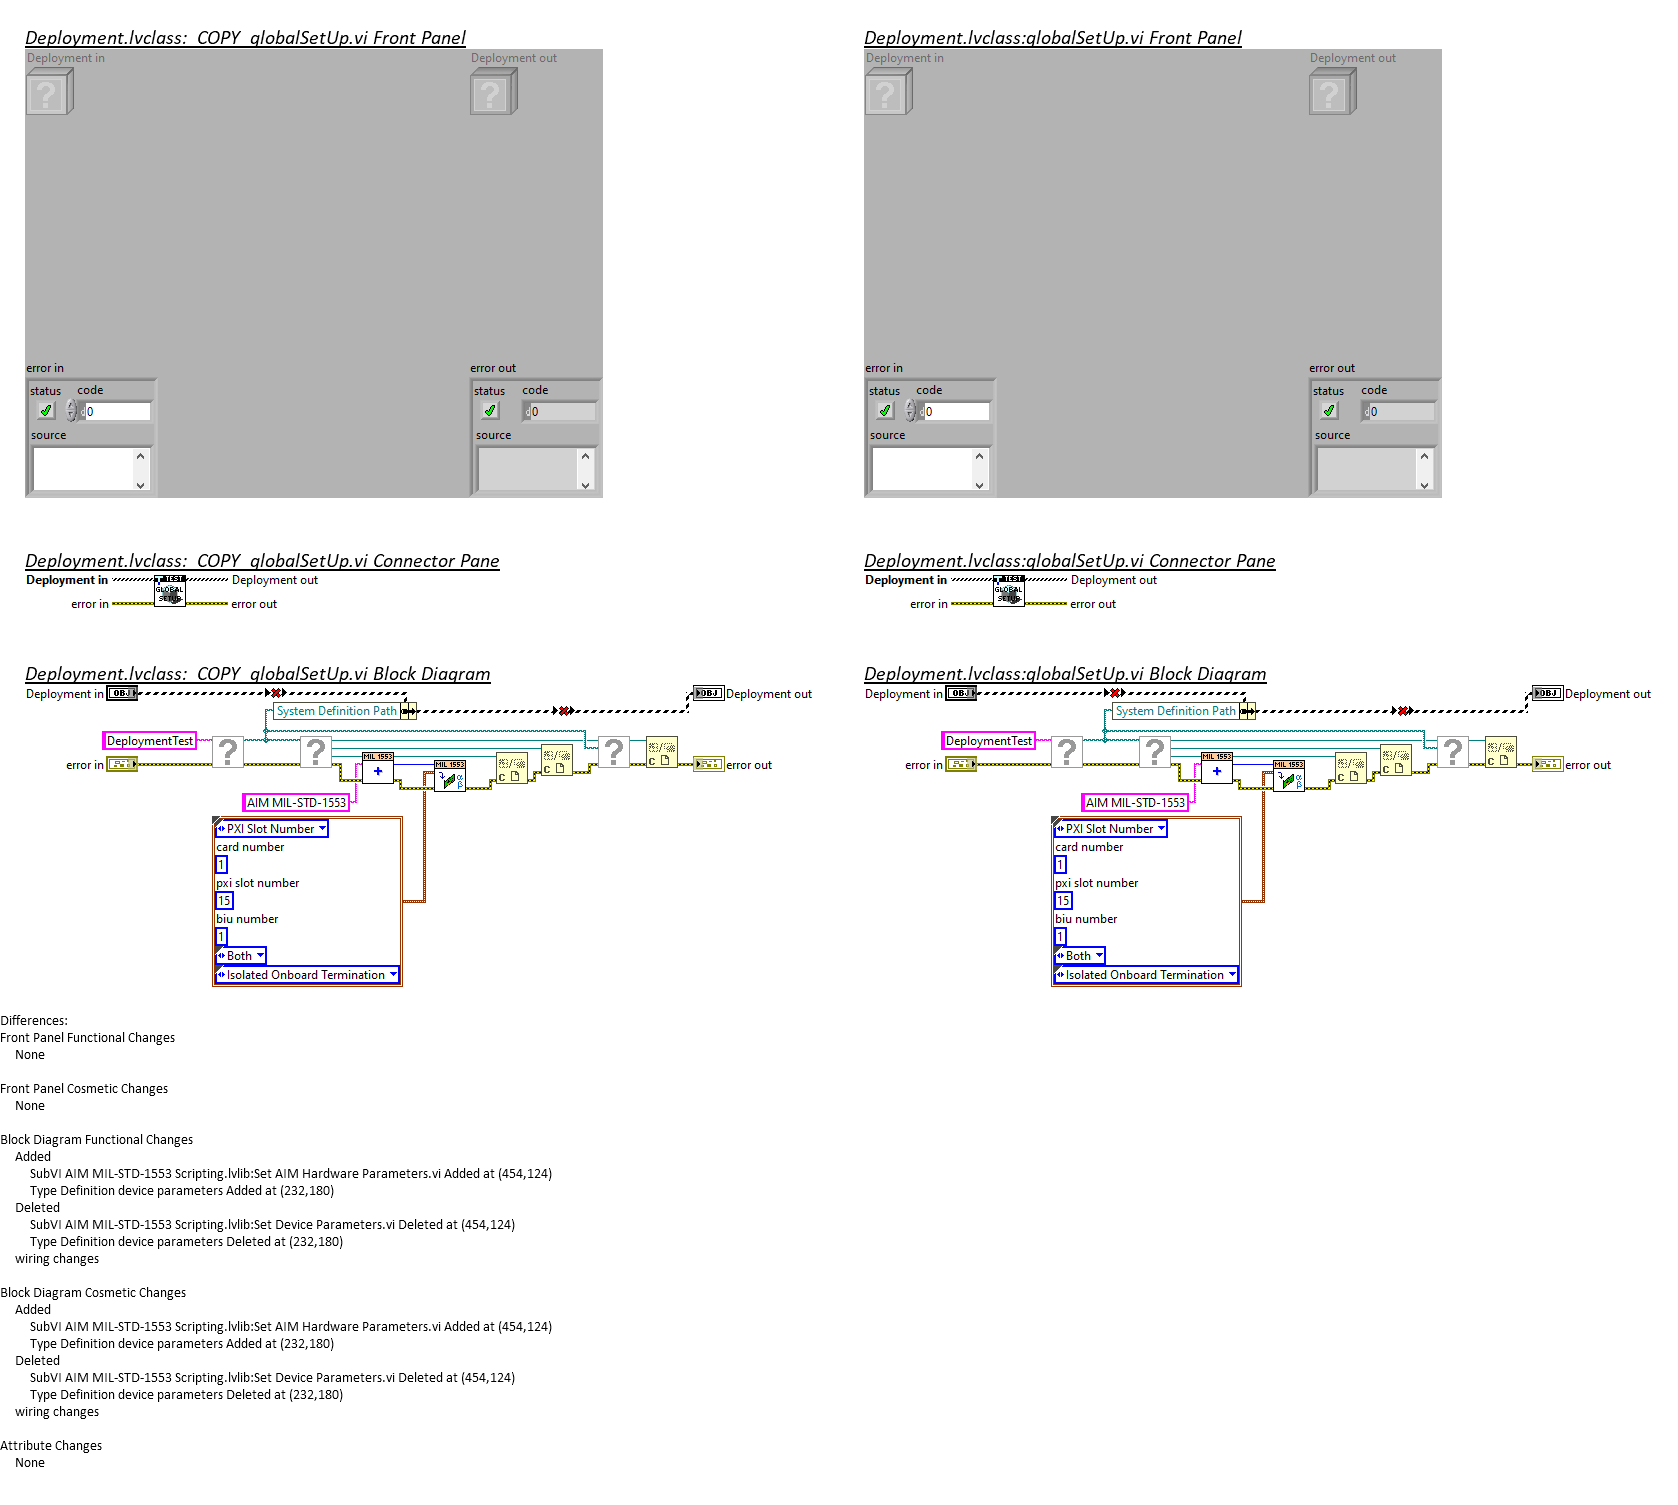 Deployment.lvclass:_COPY_globalSetUp.vi Front Panel
Deployment in
Deployment out
error in
error out
status code
status code
0
0
source
source
Deployment.lvclass:_COPY_globalSetUp.vi Connector Pane
Deployment in
TEST
GLOBAL
SETUP
Deployment out
error in
error out
Deployment.lvclass:_COPY_globalSetUp.vi Block Diagram
Deployment in
OBJ
OBJ
Deployment out
System Definition Path
DeploymentTest
?
?
?
error in
MIL 1553
MIL 1553
error out
AIM MIL-STD-1553
PXI Slot Number
card number
1
pxi slot number
15
biu number
1
Both
Isolated Onboard Termination
Deployment.lvclass:globalSetUp.vi Front Panel
Deployment in
Deployment out
error in
error out
status code
status code
0
0
source
source
Deployment.lvclass:globalSetUp.vi Connector Pane
Deployment in
TEST
GLOBAL
SETUP
Deployment out
error in
error out
Deployment.lvclass:globalSetUp.vi Block Diagram
Deployment in
OBJ
OBJ
Deployment out
System Definition Path
DeploymentTest
?
?
?
error in
MIL 1553
MIL 1553
error out
AIM MIL-STD-1553
PXI Slot Number
card number
1
pxi slot number
15
biu number
1
Both
Isolated Onboard Termination
Differences:
Front Panel Functional Changes
None
Front Panel Cosmetic Changes
None
Block Diagram Functional Changes
Added
SubVI AIM MIL-STD-1553 Scripting.lvlib:Set AIM Hardware Parameters.vi Added at (454,124)
Type Definition device parameters Added at (232,180)
Deleted
SubVI AIM MIL-STD-1553 Scripting.lvlib:Set Device Parameters.vi Deleted at (454,124)
Type Definition device parameters Deleted at (232,180)
wiring changes
Block Diagram Cosmetic Changes
Added
SubVI AIM MIL-STD-1553 Scripting.lvlib:Set AIM Hardware Parameters.vi Added at (454,124)
Type Definition device parameters Added at (232,180)
Deleted
SubVI AIM MIL-STD-1553 Scripting.lvlib:Set Device Parameters.vi Deleted at (454,124)
Type Definition device parameters Deleted at (232,180)
wiring changes
Attribute Changes
None